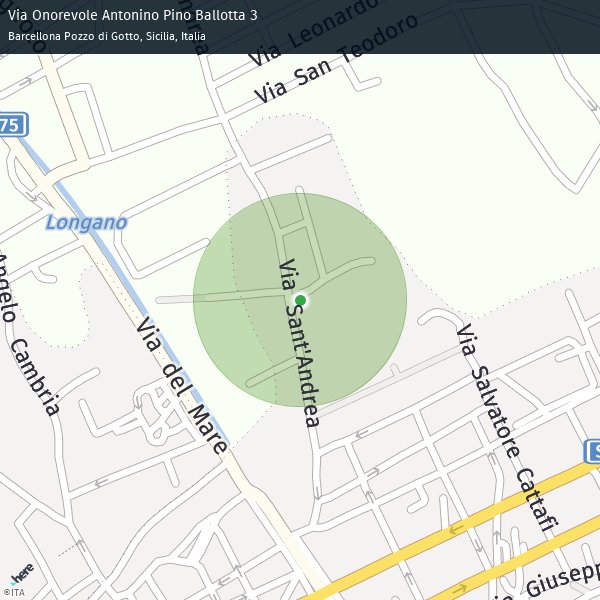 Via Onorevole Antonino Pino Ballotta 3
Barcellona Pozzo di Gotto, Sicilia, Italia
Via Leonardo
Via San Teodoro
75
Longano
Via Sant'Andrea
Angelo Cambria
Via del Mare
Via Salvatore Cattafi
S
Giusepp
here
©ITA